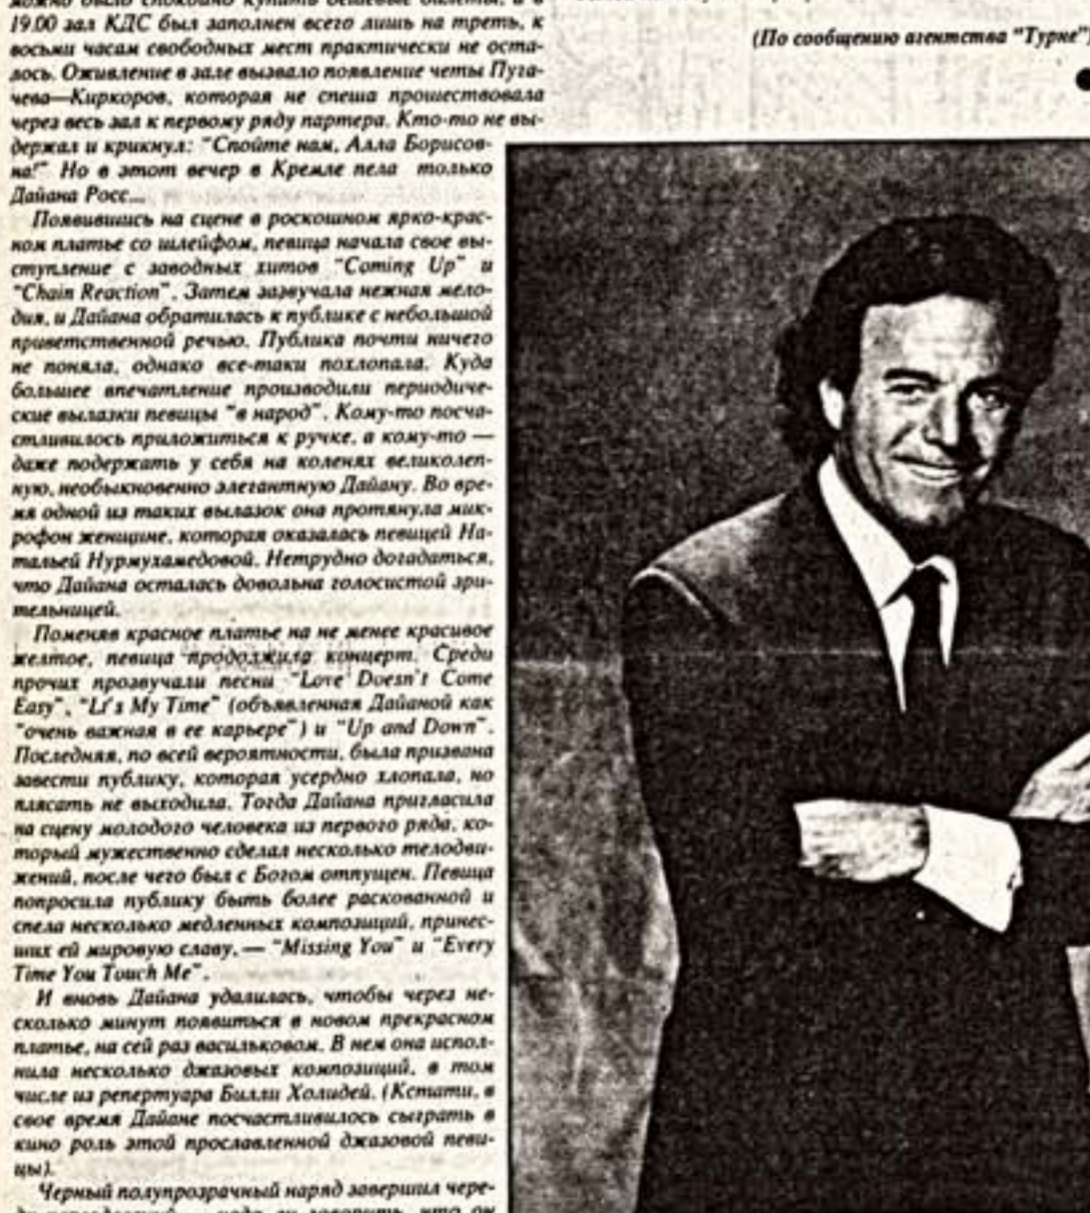 можно было спокойно купить дешевые билеты, а в
19.00 зал КДС был заполнен всего лишь на треть, к
восьми часам свободных мест практически не оста-
лось. Оживление в зале вызвало появление четы Пуга-
чева—Киркоров, которая не спеша прошествовала
через весь зал к первому ряду партера. Кто-то не вы-
держал и крикнул: "Спойте нам, Алла Борисов-
на!" Но в этот вечер в Кремле пела только
Дайана Росс...
Появившись на сцене в роскошном ярко-крас-
ном платье со шлейфом, певица начала свое вы-
ступление с заводных хитов "Coming Up" и
"Chain Reaction". Затем зазвучала нежная мело-
дия, и Дайана обратилась к публике с небольшой
приветственной речью. Публика почти ничего
не поняла, однако все-таки похлопала. Куда
большее впечатление производили периодиче-
ские вылазки певицы "в народ". Кому-то посча-
стливилось приложиться к ручке, а кому-то —
даже подержать у себя на коленях великолеп-
ную, необыкновенно элегантную Дайану. Во вре-
мя одной из таких вылазок она протянула мик-
рофон женщине, которая оказалась певицей На-
тальей Нурмухамедовой. Нетрудно догадаться,
что Дайана осталась довольна голосистой зри-
тельницей.
Поменяв красное платье на не менее красивое
желтое, певица продолжила концерт. Среди
прочих прозвучали песни "Love Doesn't Come
Easy", "It's My Time" (объявленная Дайаной как
"очень важная в ее карьере") и "Up and Down".
Последняя, по всей вероятности, была призвана
завести публику, которая усердно хлопала, но
плясать не выходила. Тогда Дайана пригласила
на сцену молодого человека из первого ряда, ко-
торый мужественно сделал несколько телодви-
жений, после чего был с Богом отпущен. Певица
попросила публику быть более раскованной и
спела несколько медленных композиций, принес-
ших ей мировую славу, — "Missing You" и "Every
Time You Touch Me".
И вновь Дайана удалилась, чтобы через не-
сколько минут появиться в новом прекрасном
платье, на сей раз васильковом. В нем она испол-
нила несколько джазовых композиций, в том
числе из репертуара Билли Холидей. (Кстати, в
свое время Дайане посчастливилось сыграть в
кино роль этой прославленной джазовой певи-
цы).
Черный полупрозрачный наряд завершил чере-
(По сообщению агентства "Турне")